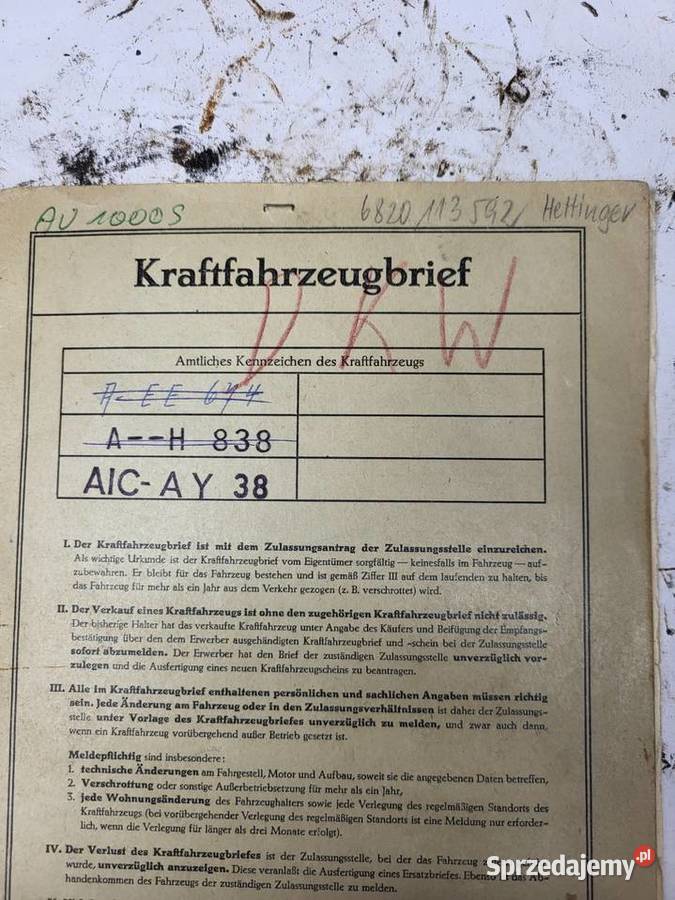 AU 1000S 6820/113592/ Hettinger
Kraftfahrzeugbrief
DKW
Amtliches Kennzeichen des Kraftfahrzeugs
A-EE 674
A--H 838
AIC-AY 38
I. Der Kraftfahrzeugbrief ist mit dem Zulassungsantrag der Zulassungsstelle einzureichen.
Als wichtige Urkunde ist der Kraftfahrzeugbrief vom Eigentümer sorgfältig — keinesfalls im Fahrzeug — auf-
zubewahren. Er bleibt für das Fahrzeug bestehen und ist gemäß Ziffer III auf dem laufenden zu halten, bis
das Fahrzeug für mehr als ein Jahr aus dem Verkehr gezogen (z. B. verschrottet) wird.
II. Der Verkauf eines Kraftfahrzeugs ist ohne den zugehörigen Kraftfahrzeugbrief nicht zulässig.
Der bisherige Halter hat das verkaufte Kraftfahrzeug unter Angabe des Käufers und Beifügung der Empfangs-
bestätigung über den dem Erwerber ausgehändigten Kraftfahrzeugbrief und -schein bei der Zulassungsstelle
sofort abzumelden. Der Erwerber hat den Brief der zuständigen Zulassungsstelle unverzüglich vor-
zulegen und die Ausfertigung eines neuen Kraftfahrzeugscheins zu beantragen.
III. Alle im Kraftfahrzeugbrief enthaltenen persönlichen und sachlichen Angaben müssen richtig
sein. Jede Änderung am Fahrzeug oder in den Zulassungsverhältnissen ist daher der Zulassungs-
stelle unter Vorlage des Kraftfahrzeugbriefes unverzüglich zu melden, und zwar auch dann,
wenn ein Kraftfahrzeug vorübergehend außer Betrieb gesetzt ist.
Meldepflichtig sind insbesondere:
1. technische Änderungen am Fahrgestell, Motor und Aufbau, soweit sie die angegebenen Daten betreffen,
2. Verschrottung oder sonstige Außerbetriebsetzung für mehr als ein Jahr,
3. jede Wohnungsänderung des Fahrzeughalters sowie jede Verlegung des regelmäßigen Standorts des
Kraftfahrzeugs (bei vorübergehender Verlegung des regelmäßigen Standorts ist eine Meldung nur erforder-
lich, wenn die Verlegung für länger als drei Monate erfolgt).
IV. Der Verlust des Kraftfahrzeugbriefes ist der Zulassungsstelle, bei der das Fahrzeug
wurde, unverzüglich anzuzeigen. Diese veranlaßt die Ausfertigung eines Ersatzbriefes. Ebenso
handenkommen des Fahrzeugs der zuständigen Zulassungsstelle zu melden.
Sprzedajemy.pl